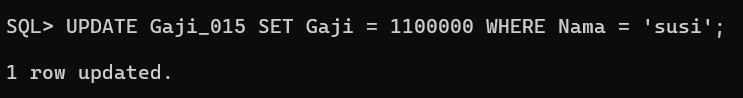 SQL> UPDATE Gaji_015 SET Gaji = 1100000 WHERE Nama = 'susi';
1 row updated.